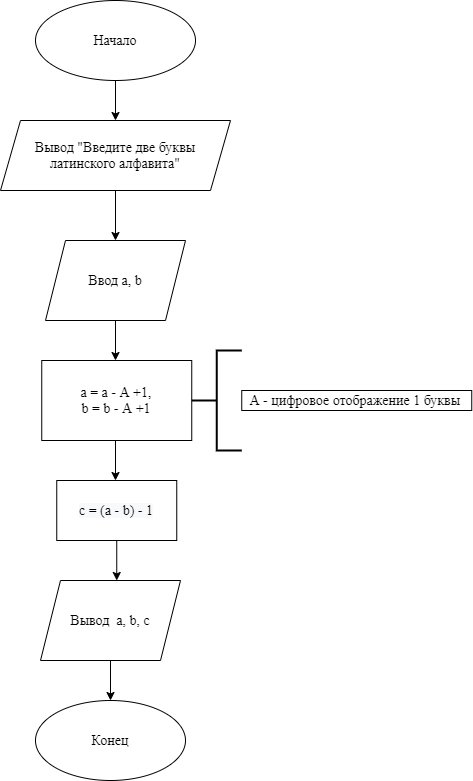 Начало
Вывод "Введите две буквы
латинского алфавита"
Ввод a, b
a = a - A +1,
b = b - A +1
A - цифровое отображение 1 буквы
c = (a - b) - 1
Вывод a, b, c
Конец